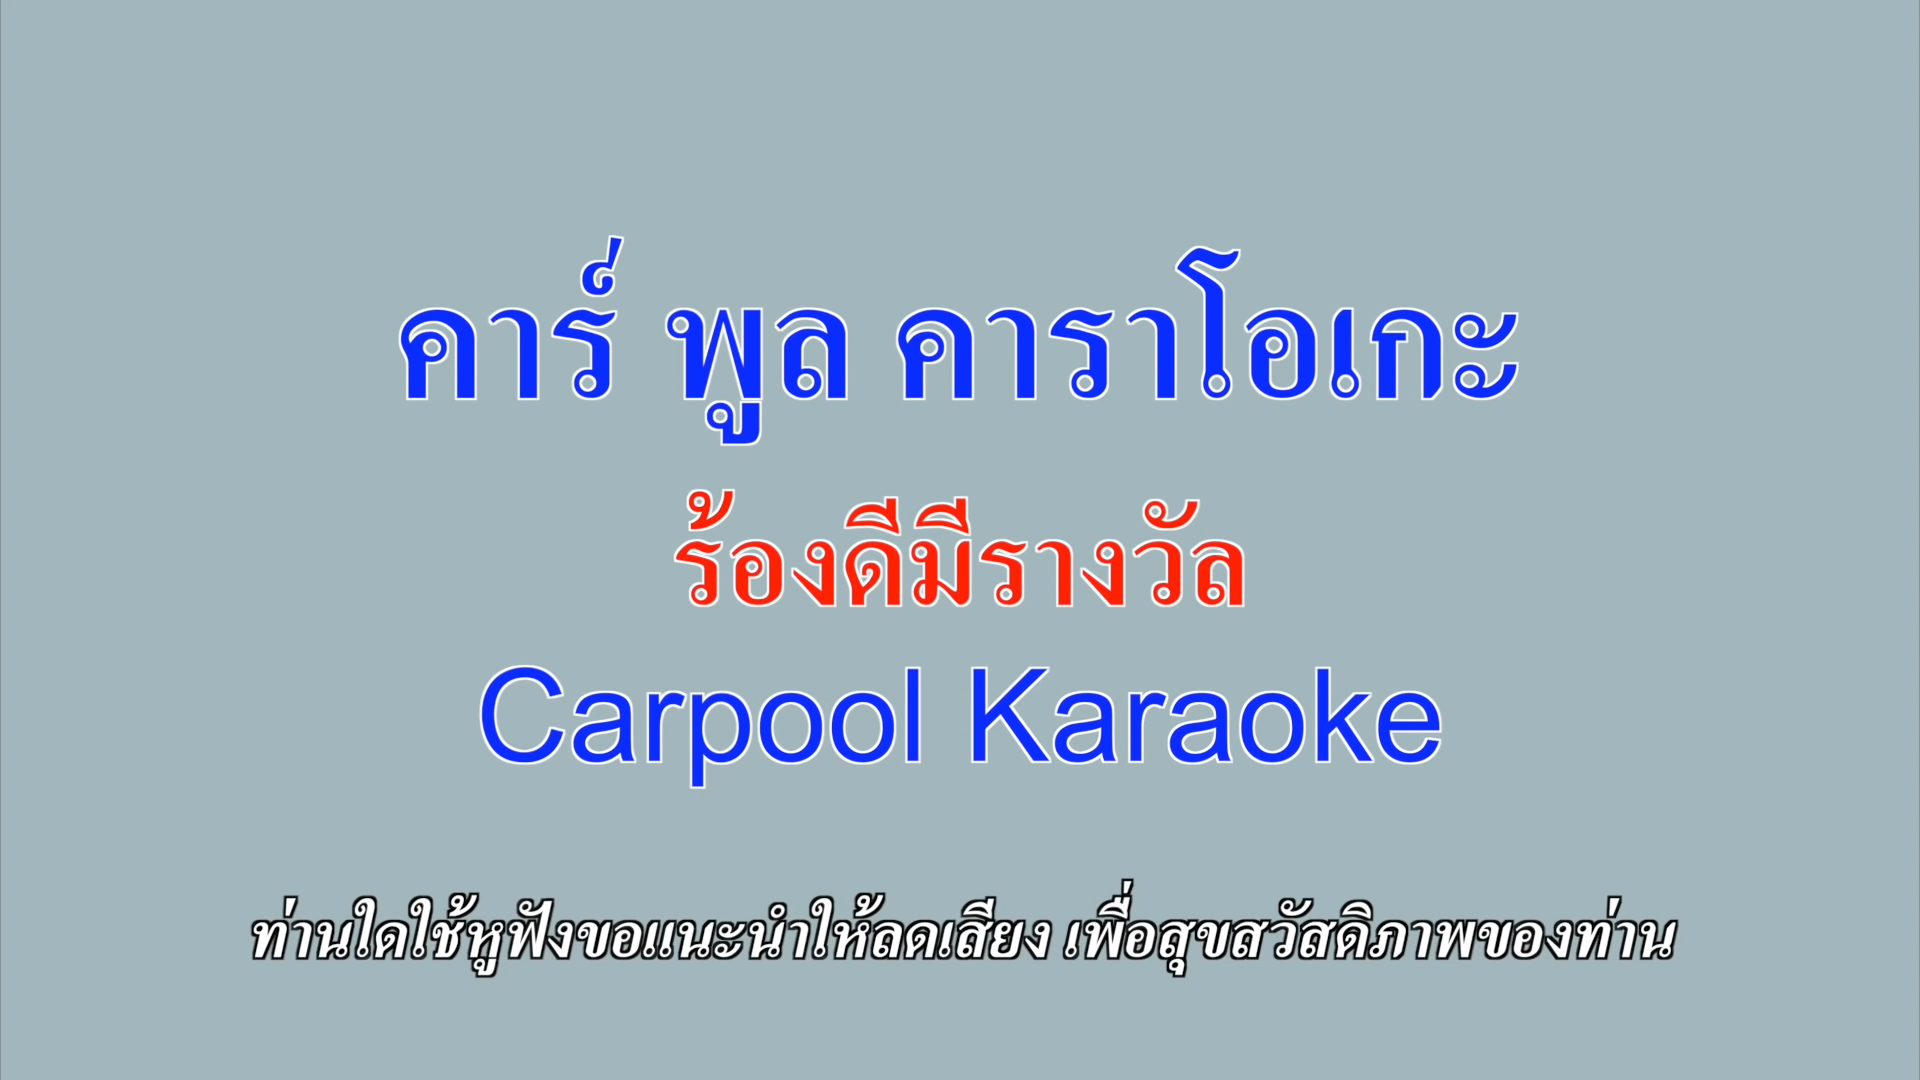 คาร์ พูล คาราโอเกะ
ร้องดีมีรางวัล
Carpool Karaoke
ท่านใดใช้หูฟังขอแนะนำให้ลดเสียง เพื่อสุขสวัสดิภาพของท่าน